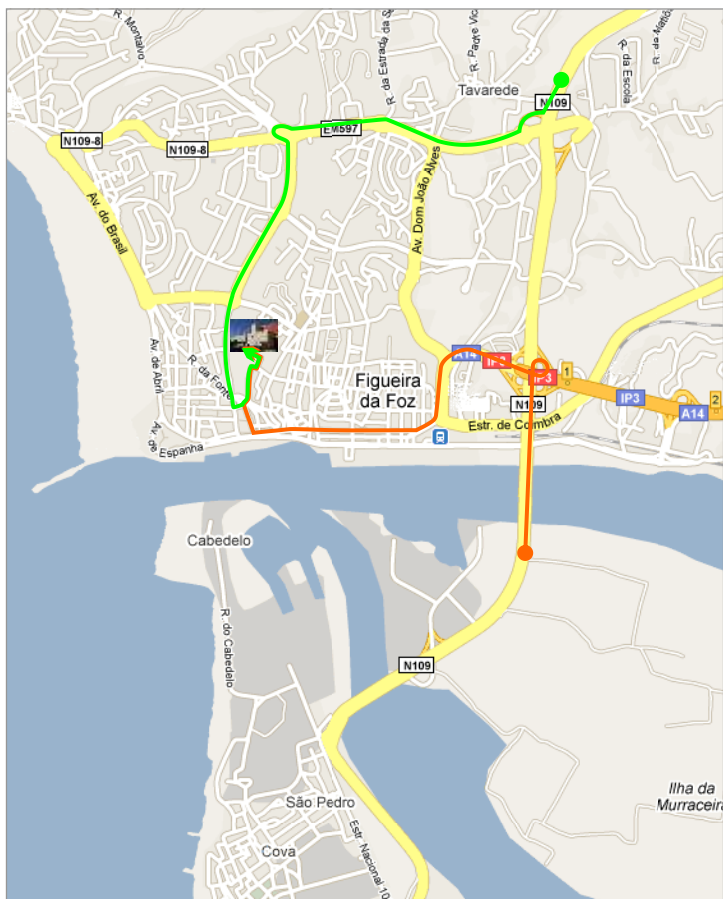 R. Montalvo
R. da Estrada da S
R. Padre Vic
R. da Escola
R. da Matio
Tavarede
N109
EM597
N109-8
N109-8
Av. do Brasil
Av. Dom João Alves
Av. de Abril
R. da Fonte
A14
IP3
IP3
1
IP3
2
A14
N109
Figueira
da Foz
Estr. de Coimbra
Av. de
Espanha
Cabedelo
R. do Cabedelo
N109
São Pedro
Cova
Estr. Nacional 10
Ilha da
Murraceira